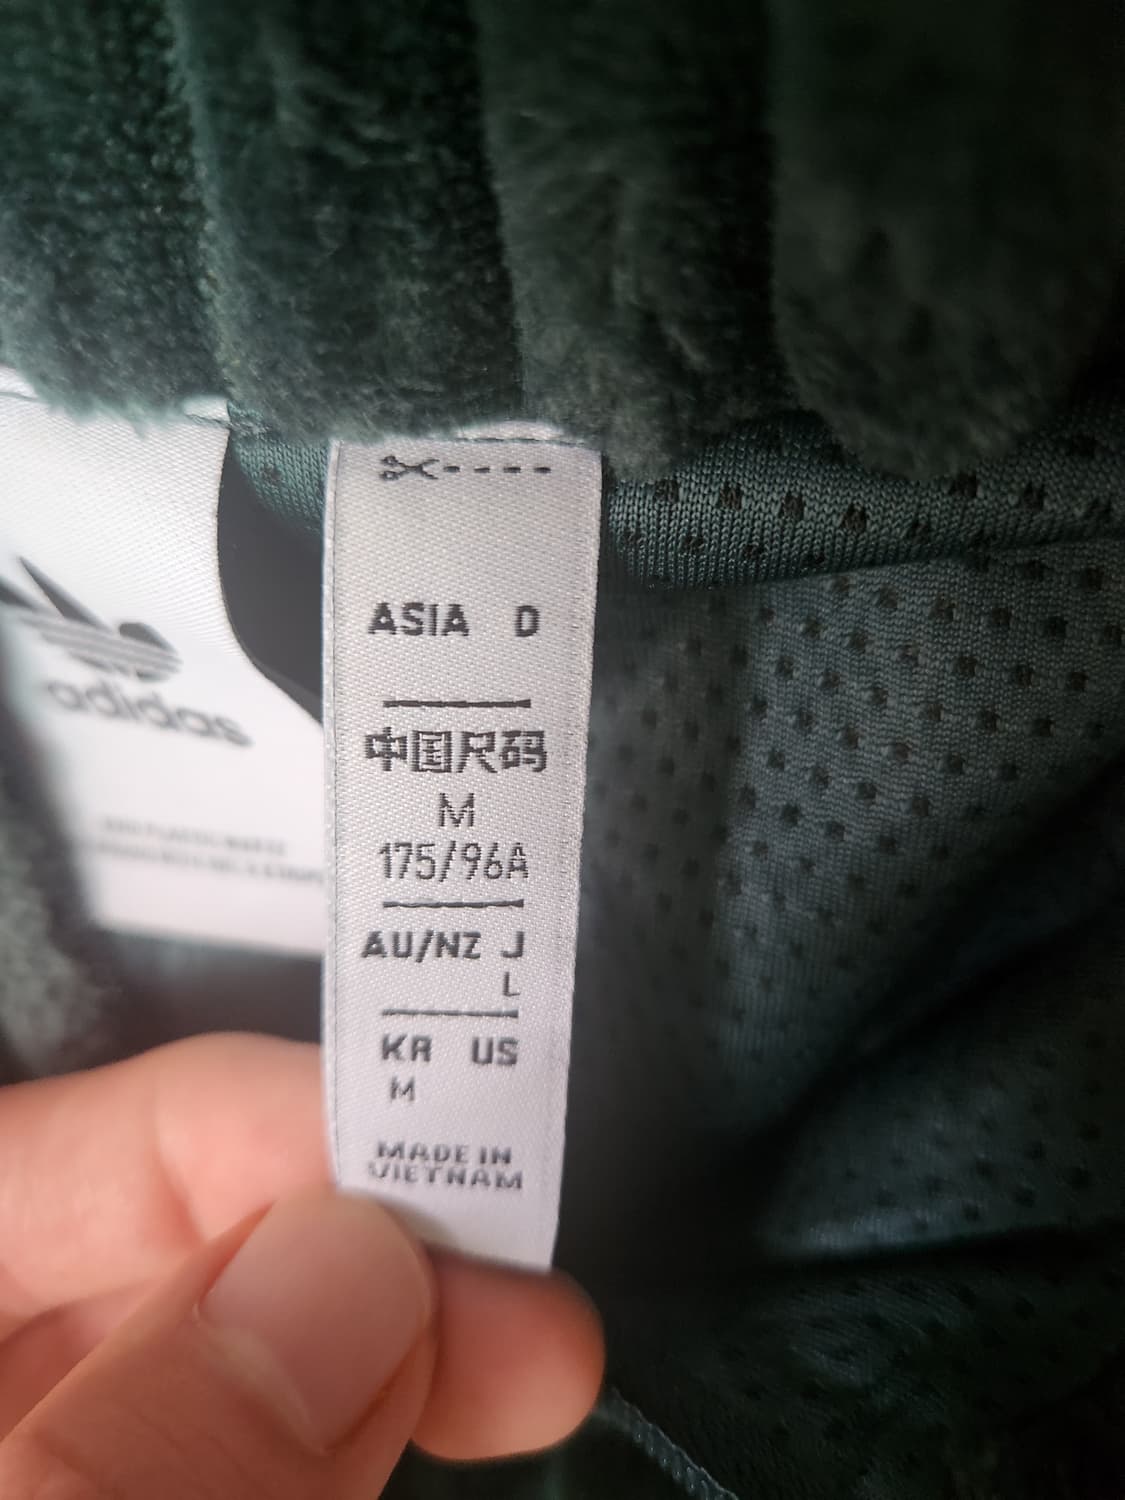 ASIA D
中国尺码
M
175/96A
AU/NZ J
L
KR US
M
MADE IN
VIETNAM
adidas